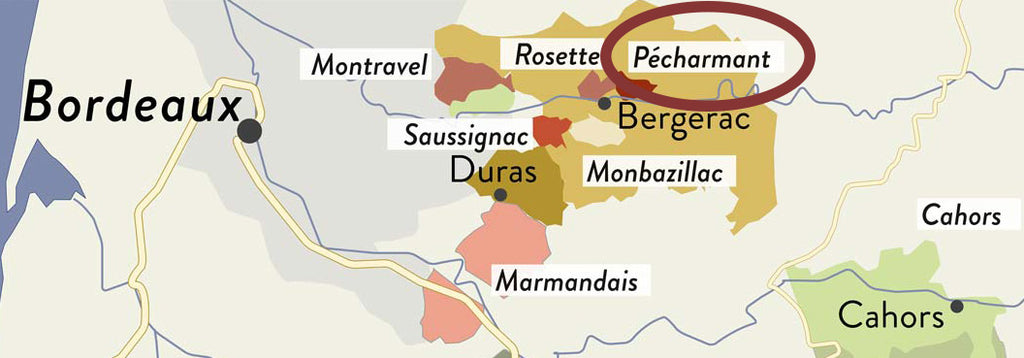 Rosette
Pécharmant
Montravel
Bordeaux
Bergerac
Saussignac
Duras
Monbazillac
Cahors
Marmandais
Cahors